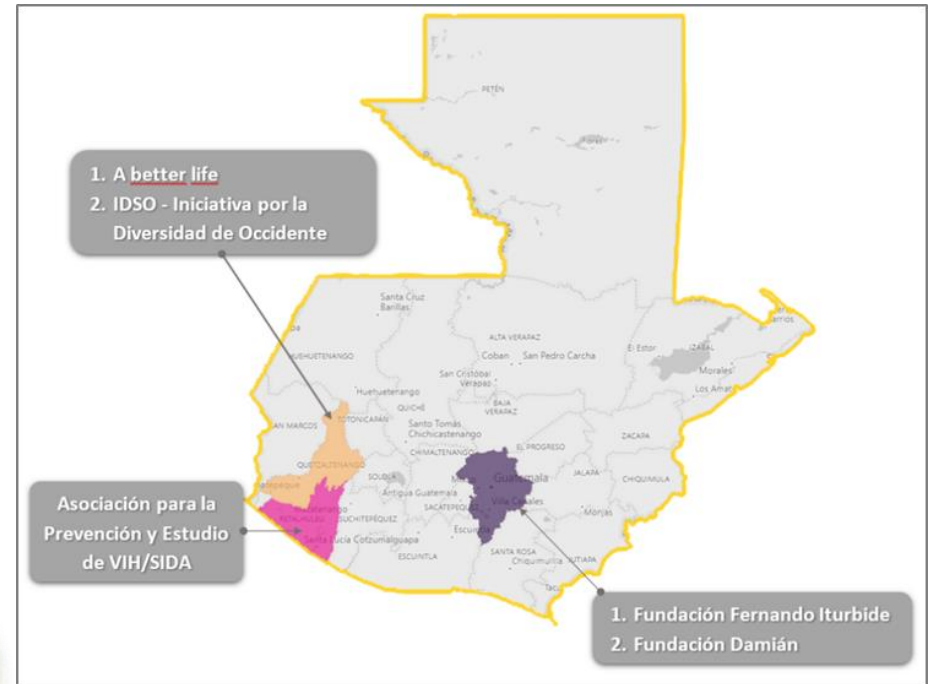 PETÉN
Flores
1. A better life
2. IDSO - Iniciativa por la
Diversidad de Occidente
Santa Cruz
Barillas
ALTA VERAPAZ
El Estor
IZABAL
HUEHUETENANGO
Coban
San Pedro Carcha
Morales
San Cristóbal
Verapaz
Los Amat
Huehuetenango
QUICHÉ
BAJA
VERAPAZ
SAN MARCOS
TOTONICAPÁN
Santo Tomás
Chichicastenango
ZACAPA
EL PROGRESO
CHIMALTENANGO
QUETZALTENANGO
SOLOLÁ
Guatemala
JALAPA
CHIQUIMULA
Antigua Guatemala
Villa Canales
SACATEPÉQUEZ
Monjas
RETALHULEU
SUCHITEPÉQUEZ
Escuintla
Santa Lucía Cotzumalguapa
ESCUINTLA
SANTA ROSA
Chiquimulilla
JUTIAPA
Asociación para la
Prevención y Estudio
de VIH/SIDA
1. Fundación Fernando Iturbide
2. Fundación Damián